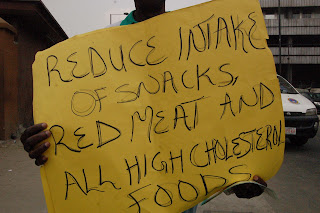 REDUCE INTAKE
OF SNACKS,
RED MEAT AND
ALL HIGH CHOLESTEROL
FOODS